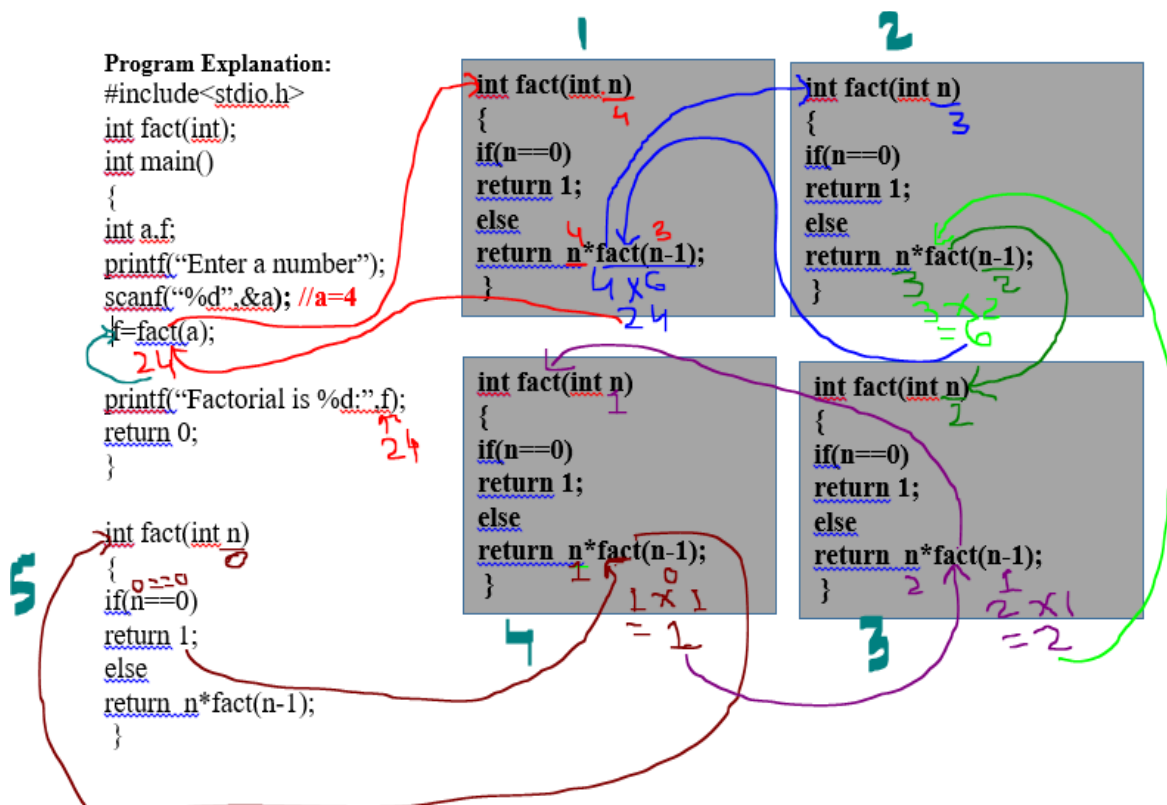 Program Explanation:
#include<stdio.h>
int fact(int);
int main()
{
int a,f;
printf(“Enter a number”);
scanf(“%d”,&a); //a=4
f=fact(a);
24
printf(“Factorial is %d:”,f);
24
return 0;
}
1
int fact(int n)
4
{
if(n==0)
return 1;
else
4 3
return n*fact(n-1);
4 x 6
}
24
2
int fact(int n)
3
{
if(n==0)
return 1;
else
return n*fact(n-1);
3 2
}
3 x 2
= 6
int fact(int n)
2
{
if(n==0)
return 1;
else
return n*fact(n-1);
2 1
}
2 x 1
= 2
3
int fact(int n)
1
{
if(n==0)
return 1;
else
return n*fact(n-1);
1 0
}
1 x 1
= 1
4
5
int fact(int n)
0
{
0==0
if(n==0)
return 1;
else
return n*fact(n-1);
}